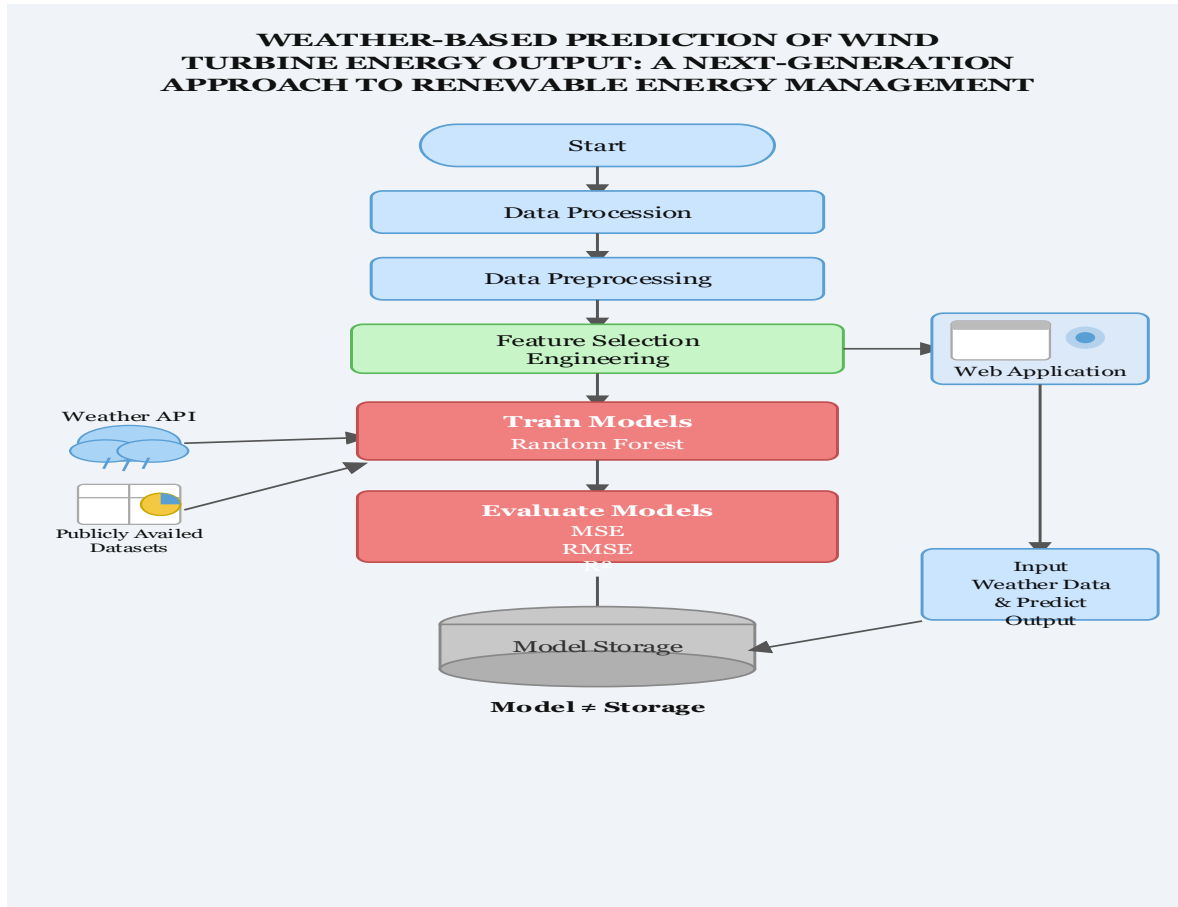 WEATHER-BASED PREDICTION OF WIND
TURBINE ENERGY OUTPUT: A NEXT-GENERATION
APPROACH TO RENEWABLE ENERGY MANAGEMENT
Start
Data Procession
Data Preprocessing
Feature Selection
Engineering
Web Application
Weather API
Train Models
Random Forest
Publicly Availed
Datasets
Evaluate Models
MSE
RMSE
Input
Weather Data
& Predict
Output
Model Storage
Model ≠ Storage